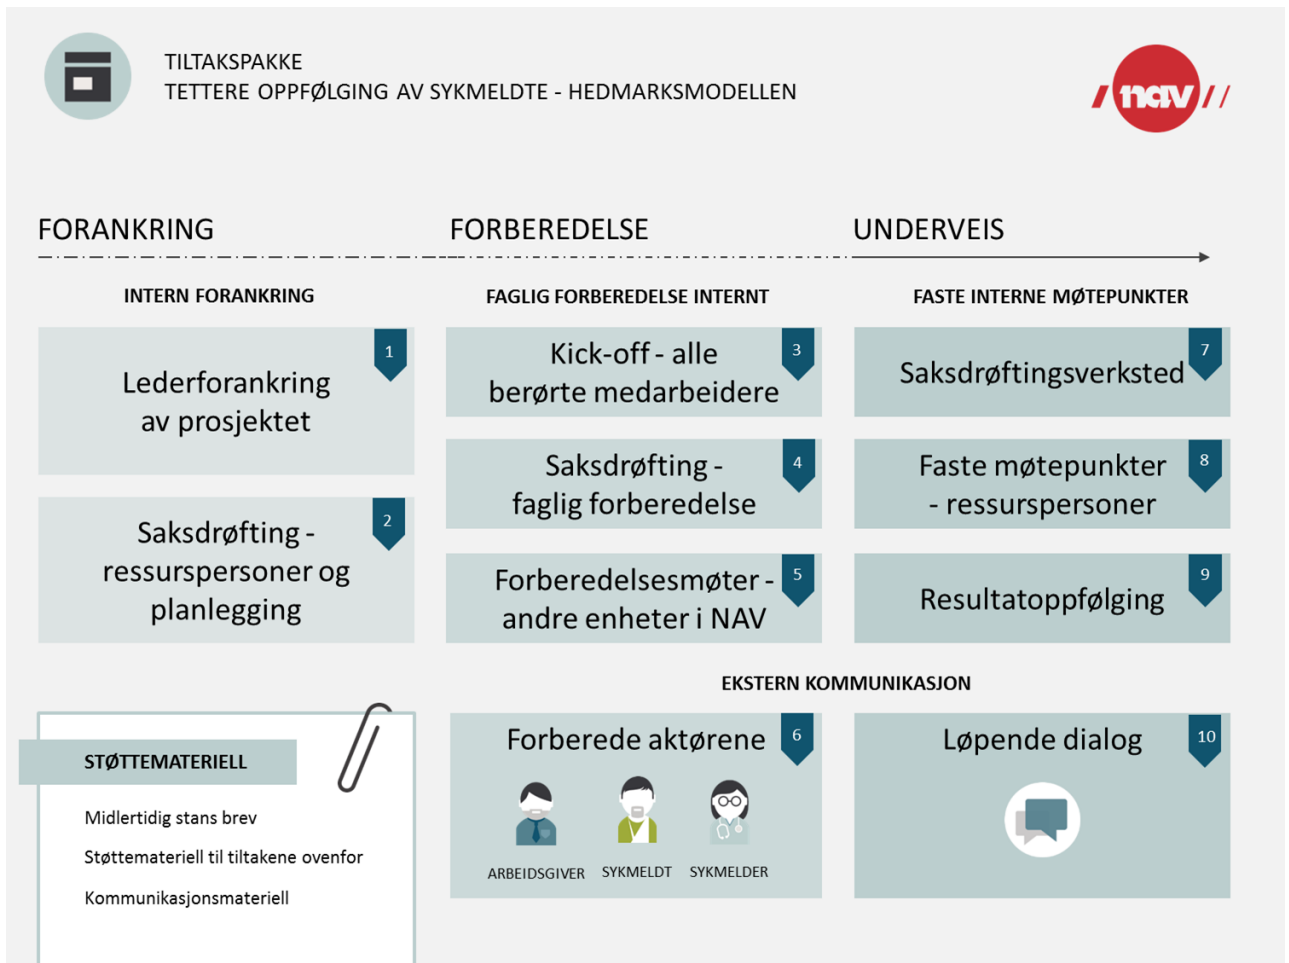 TILTAKSPAKKE
TETTERE OPPFØLGING AV SYKMELDTE - HEDMARKSMODELLEN
nav
FORANKRING
FORBEREDELSE
UNDERVEIS
INTERN FORANKRING
FAGLIG FORBEREDELSE INTERNT
FASTE INTERNE MØTEPUNKTER
1
Lederforankring
av prosjektet
2
Saksdrøfting -
ressurspersoner og
planlegging
3
Kick-off - alle
berørte medarbeidere
4
Saksdrøfting -
faglig forberedelse
5
Forberedelsesmøter -
andre enheter i NAV
7
Saksdrøftingsverksted
8
Faste møtepunkter
- ressurspersoner
9
Resultatoppfølging
EKSTERN KOMMUNIKASJON
6
Forberede aktørene
ARBEIDSGIVER
SYKMELDT
SYKMELDER
10
Løpende dialog
STØTTEMATERIELL
Midlertidig stans brev
Støttemateriell til tiltakene ovenfor
Kommunikasjonsmateriell